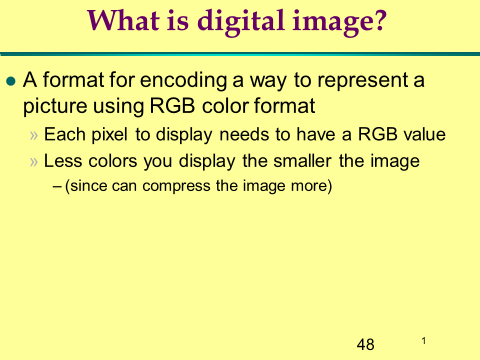 What is digital image?
● A format for encoding a way to represent a
picture using RGB color format
» Each pixel to display needs to have a RGB value
» Less colors you display the smaller the image
– (since can compress the image more)
48 1